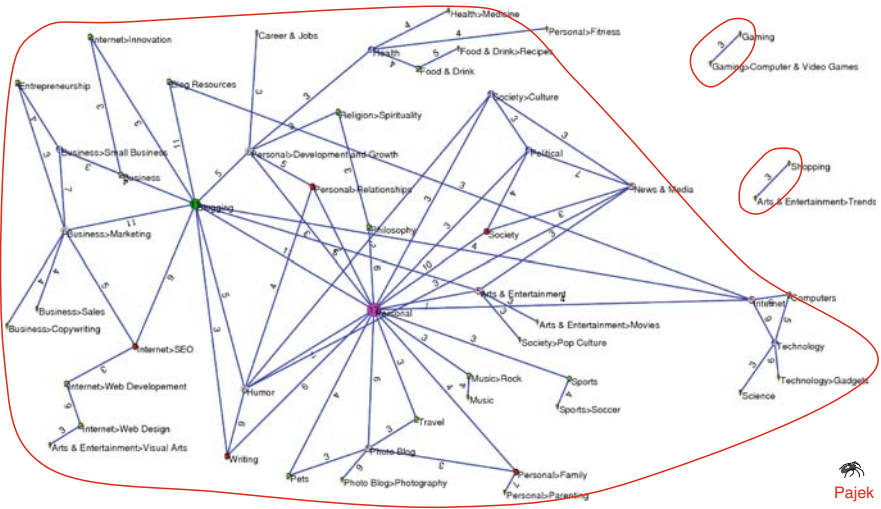 Health>Medicine
Personal>Fitness
Career & Jobs
Internet>Innovation
Health
Food & Drink>Recipes
Food & Drink
Gaming
Gaming>Computer & Video Games
Entrepreneurship
Blog Resources
Society>Culture
Religion>Spirituality
Business>Small Business
Personal>Development and Growth
Political
Shopping
Business
Personal>Relationships
News & Media
Arts & Entertainment>Trends
Blogging
Business>Marketing
Philosophy
Society
Arts & Entertainment
Internet
Computers
Business>Sales
Personal
Business>Copywriting
Arts & Entertainment>Movies
Society>Pop Culture
Internet>SEO
Technology
Internet>Web Developement
Humor
Music>Rock
Sports
Technology>Gadgets
Music
Science
Sports>Soccer
Internet>Web Design
Travel
Arts & Entertainment>Visual Arts
Writing
Photo Blog
Pets
Photo Blog>Photography
Personal>Family
Personal>Parenting
Pajek